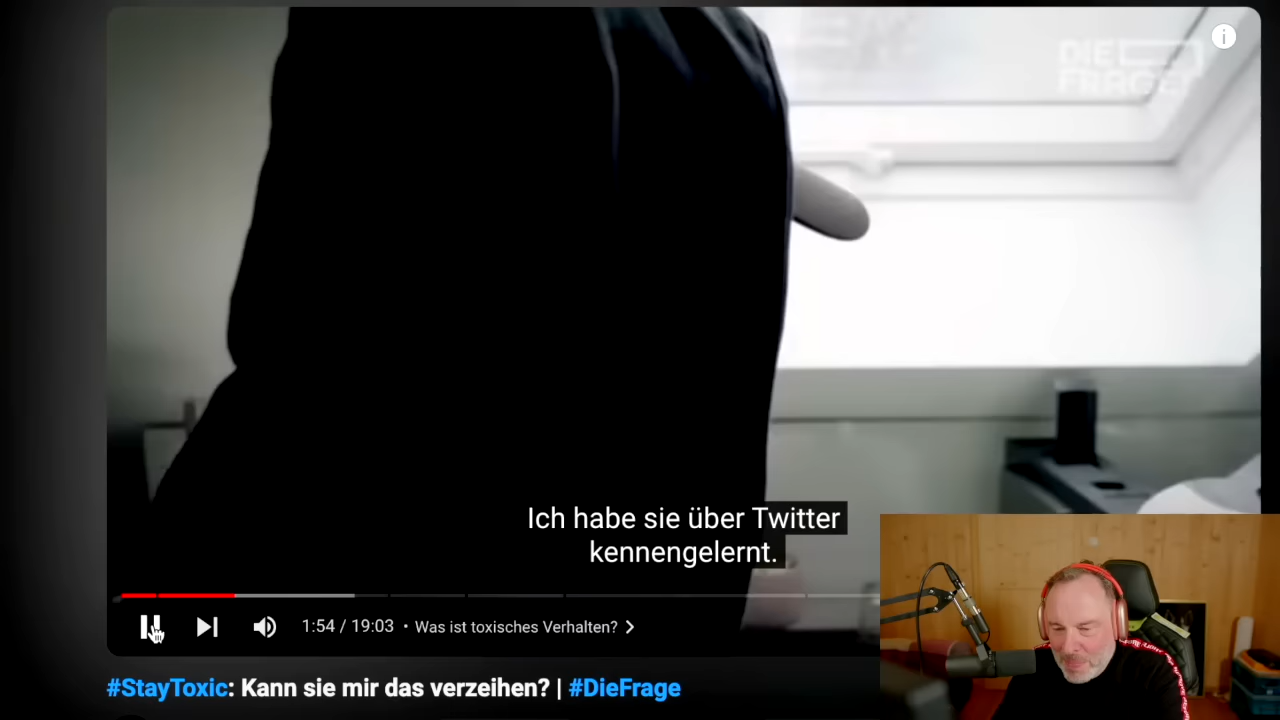 DIE
FRAGE
Ich habe sie über Twitter
kennengelernt.
1:54 / 19:03 • Was ist toxisches Verhalten?
#StayToxic: Kann sie mir das verzeihen? | #DieFrage